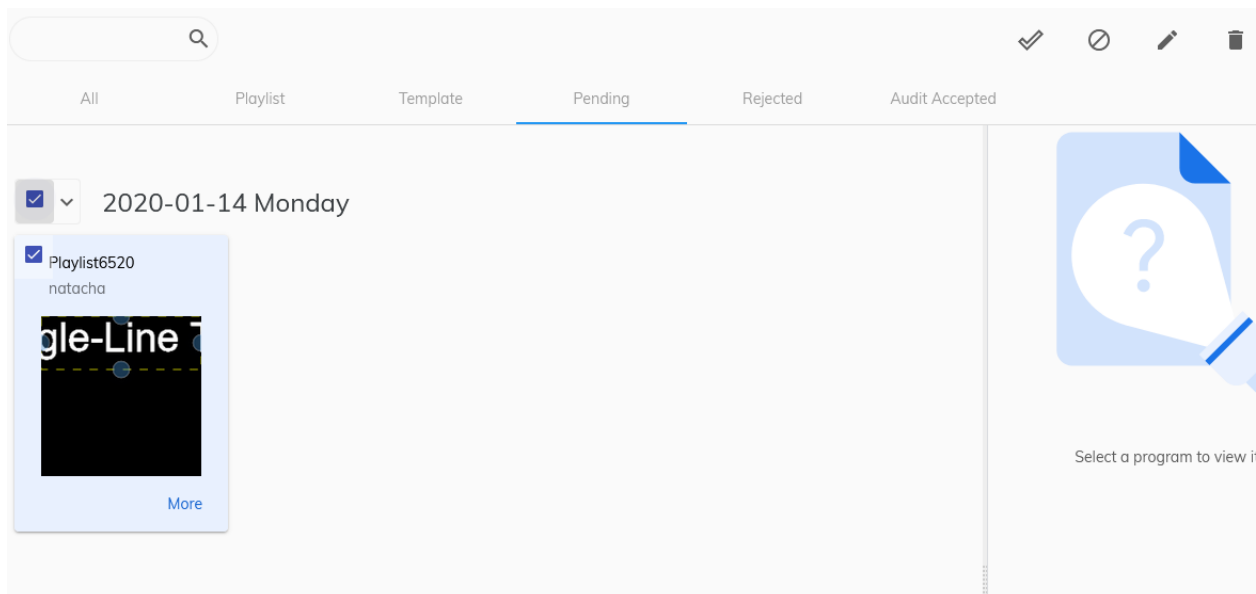 All Playlist Template Pending Rejected Audit Accepted
2020-01-14 Monday
Playlist6520
natacha
gle-Line
More
?
Select a program to view